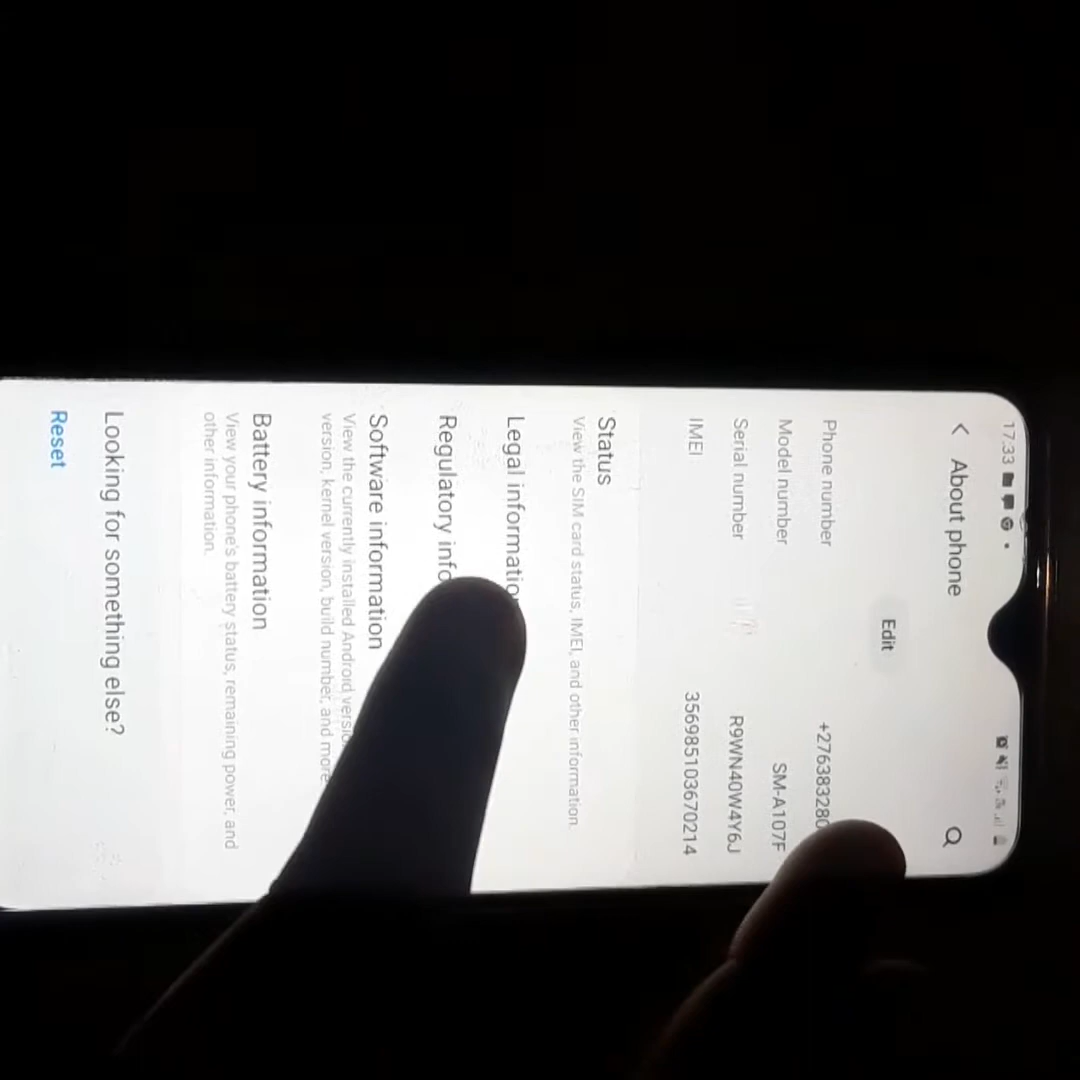 17:33
About phone
Edit
Phone number +276383280
Model number SM-A107F
Serial number R9WN40W4Y6J
IMEI 356985103670214
Status
View the SIM card status, IMEI, and other information.
Legal informatio
Regulatory info
Software information
View the currently installed Android versio
version, kernel version, build number, and more
Battery information
View your phone's battery status, remaining power, and
other information.
Looking for something else?
Reset